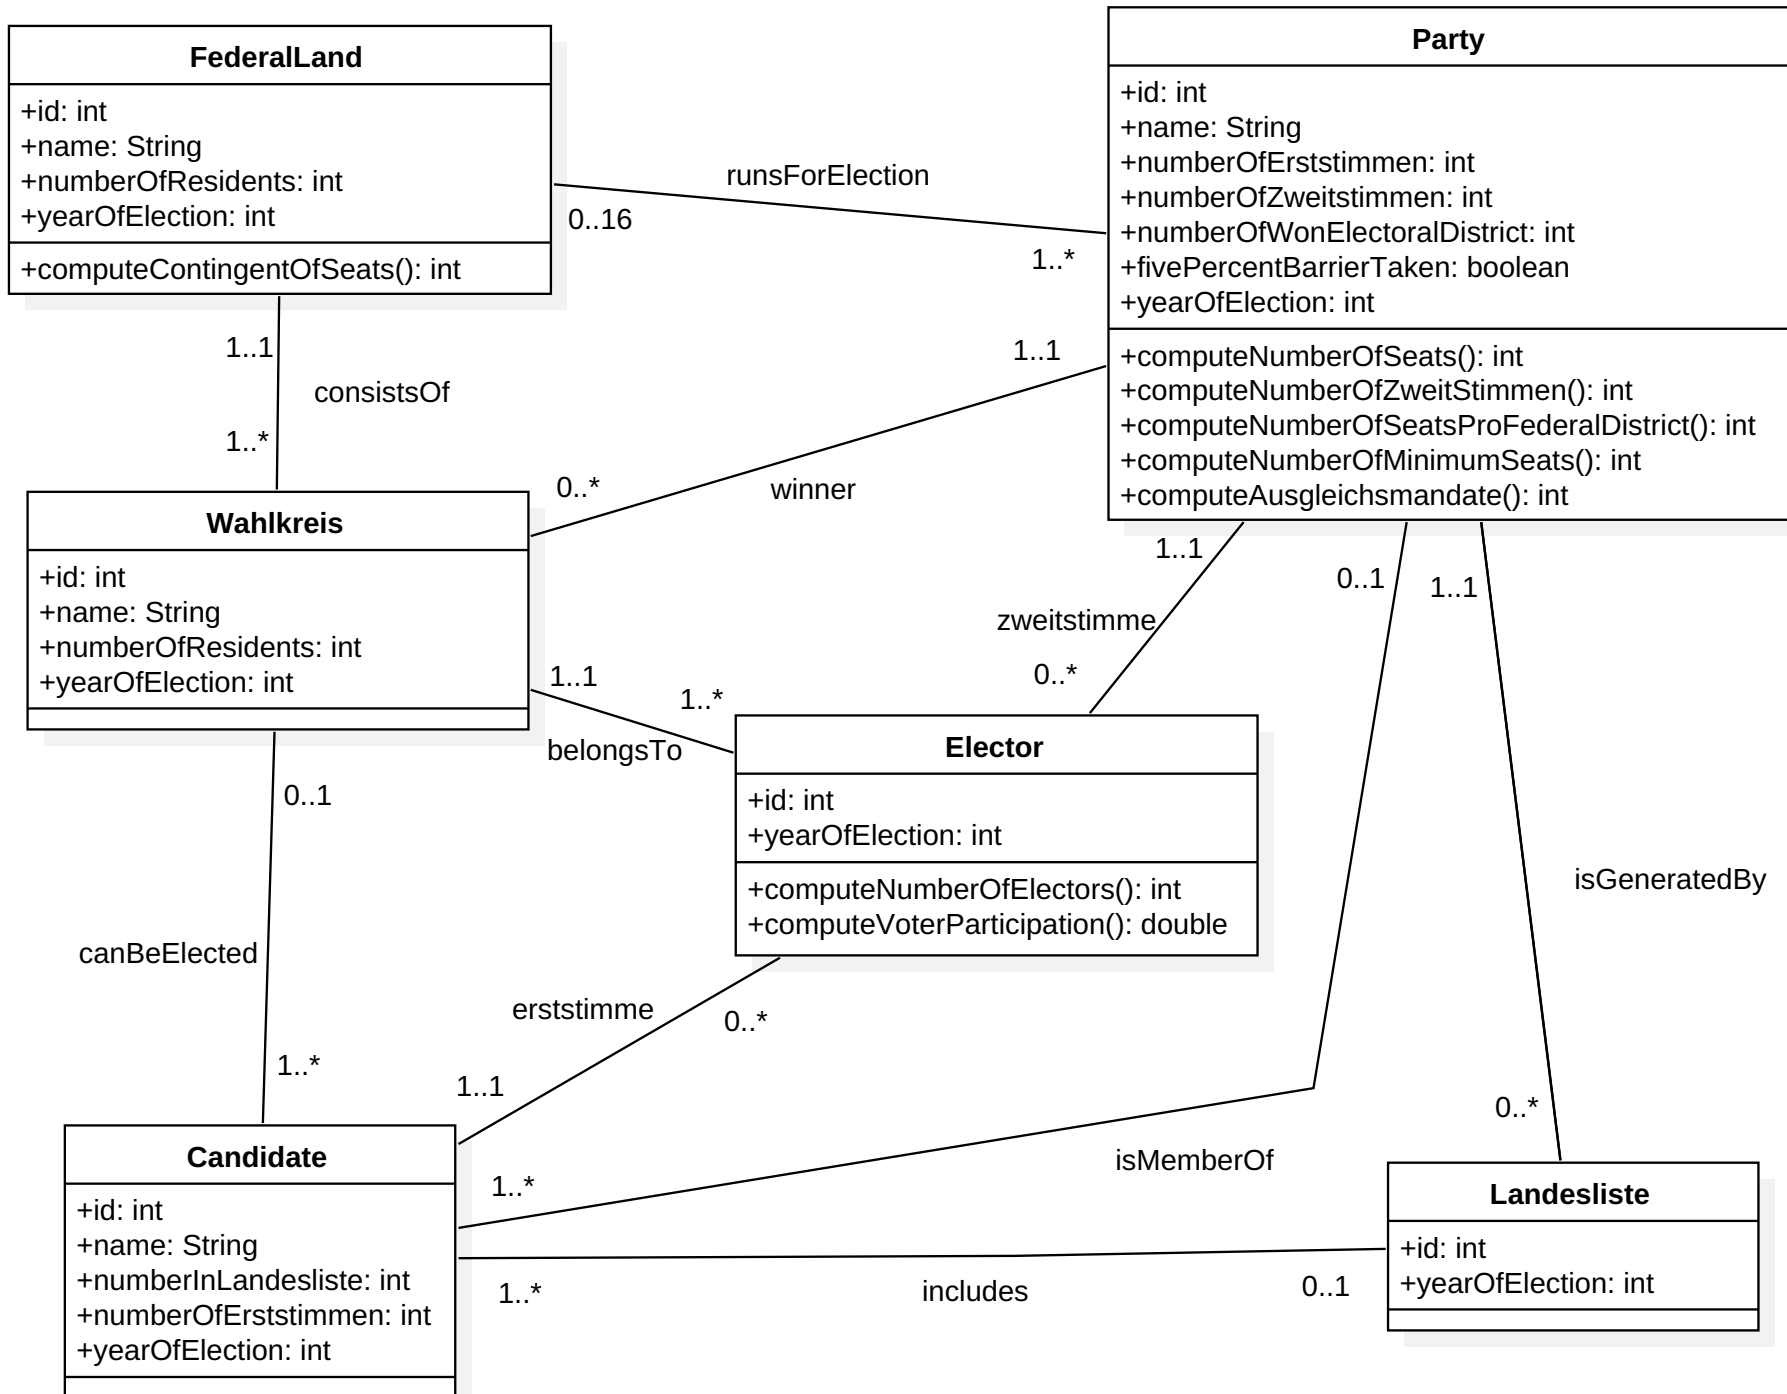 FederalLand
+id: int
+name: String
+numberOfResidents: int
+yearOfElection: int
+computeContingentOfSeats(): int
Party
+id: int
+name: String
+numberOfErststimmen: int
+numberOfZweitstimmen: int
+numberOfWonElectoralDistrict: int
+fivePercentBarrierTaken: boolean
+yearOfElection: int
+computeNumberOfSeats(): int
+computeNumberOfZweitStimmen(): int
+computeNumberOfSeatsProFederalDistrict(): int
+computeNumberOfMinimumSeats(): int
+computeAusgleichsmandate(): int
runsForElection
0..16
1..*
1..1
consistsOf
1..*
1..1
winner
0..*
Wahlkreis
+id: int
+name: String
+numberOfResidents: int
+yearOfElection: int
1..1
1..*
belongsTo
1..1
zweitstimme
0..*
0..1
1..1
Elector
+id: int
+yearOfElection: int
+computeNumberOfElectors(): int
+computeVoterParticipation(): double
0..1
canBeElected
1..*
erststimme
0..*
1..1
isGeneratedBy
0..*
isMemberOf
1..*
Candidate
+id: int
+name: String
+numberInLandesliste: int
+numberOfErststimmen: int
+yearOfElection: int
1..*
includes
0..1
Landesliste
+id: int
+yearOfElection: int